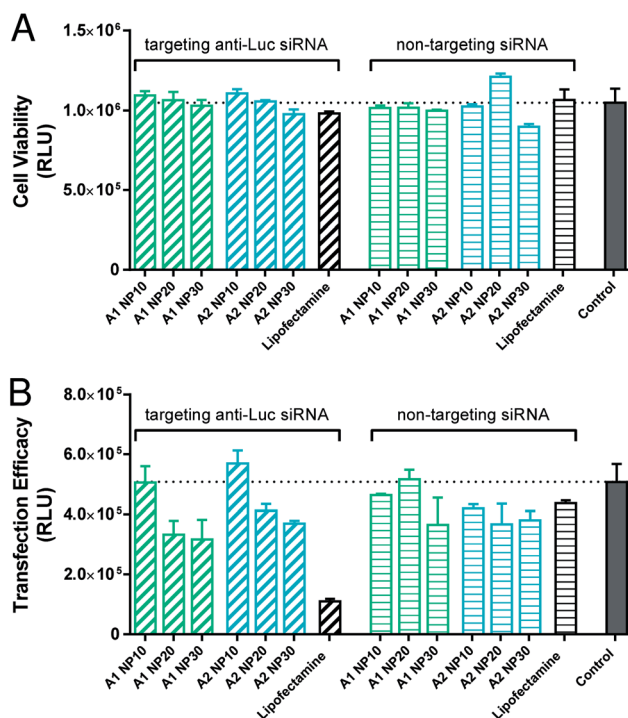 A
targeting anti-Luc siRNA
non-targeting siRNA
Cell Viability
(RLU)
1.5× 10⁶
1.0× 10⁶
5.0× 10⁵
0
A1 NP10
A1 NP20
A1 NP30
A2 NP10
A2 NP20
A2 NP30
Lipofectamine
A1 NP10
A1 NP20
A1 NP30
A2 NP10
A2 NP20
A2 NP30
Lipofectamine
Control
B
targeting anti-Luc siRNA
non-targeting siRNA
Transfection Efficacy
(RLU)
8.0× 10⁵
6.0× 10⁵
4.0× 10⁵
2.0× 10⁵
0
A1 NP10
A1 NP20
A1 NP30
A2 NP10
A2 NP20
A2 NP30
Lipofectamine
A1 NP10
A1 NP20
A1 NP30
A2 NP10
A2 NP20
A2 NP30
Lipofectamine
Control